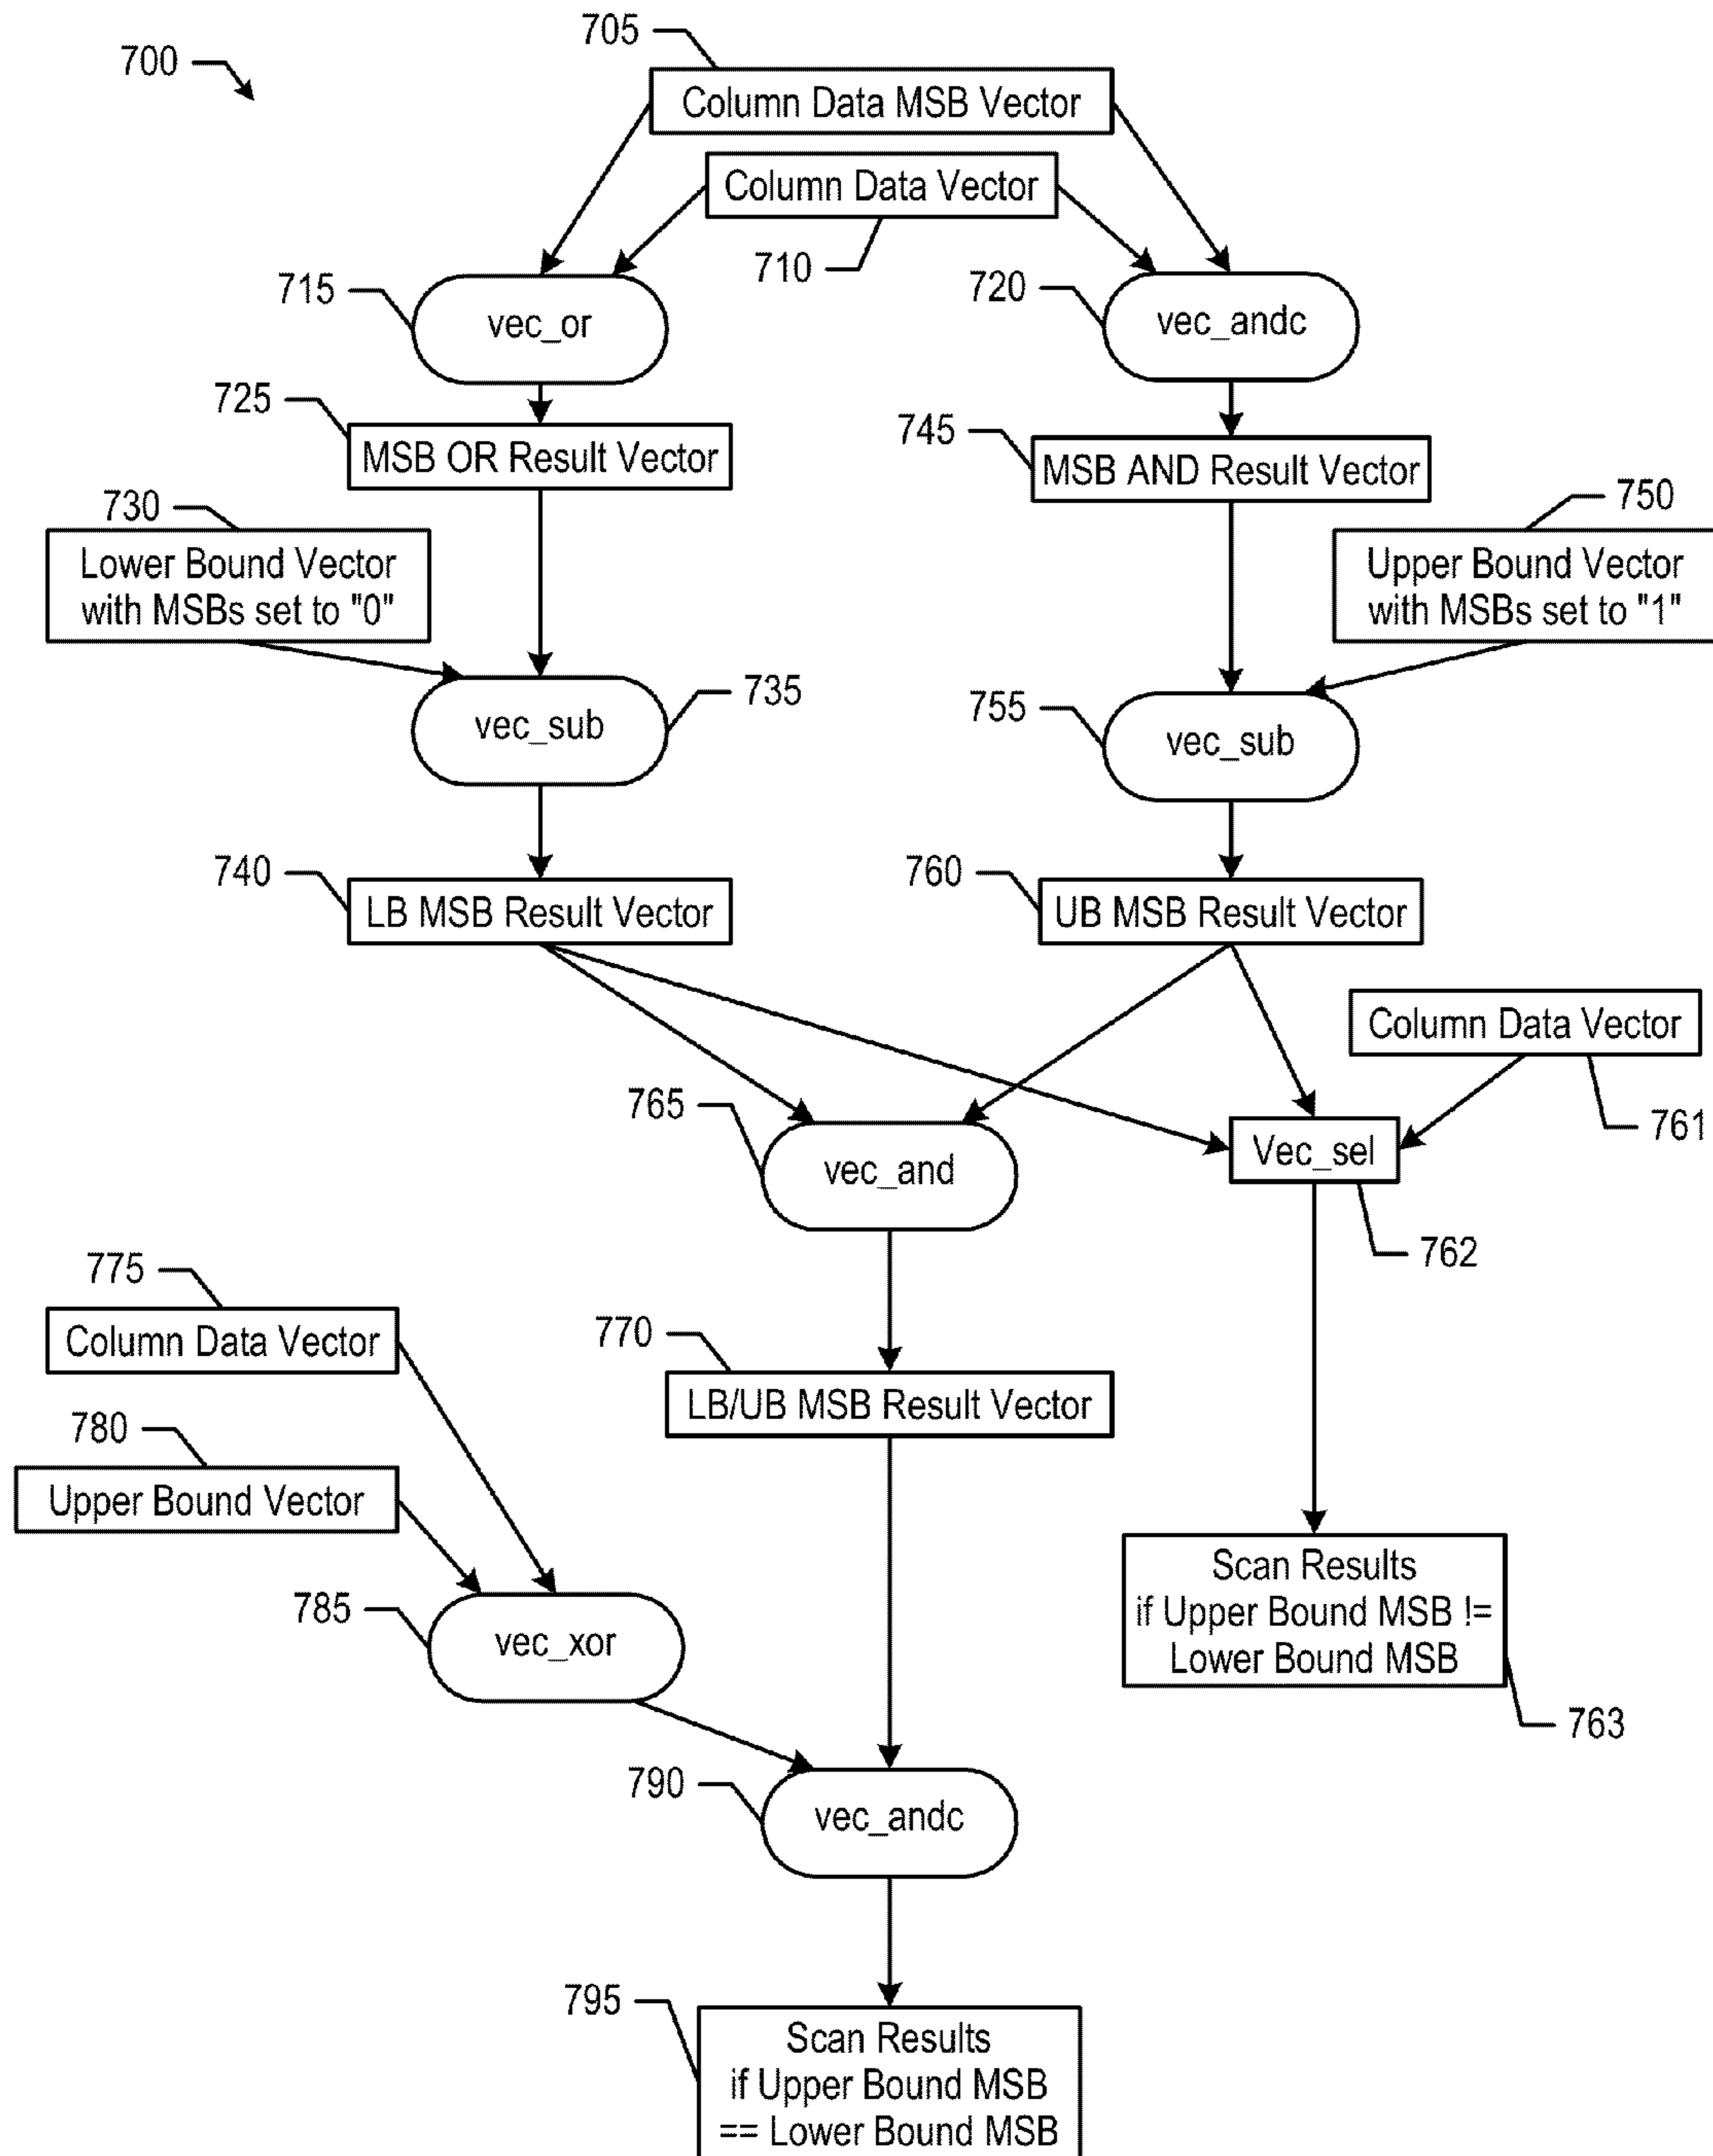 705
700
Column Data MSB Vector
Column Data Vector
710
715
720
vec_or
vec_andc
725
745
MSB OR Result Vector
MSB AND Result Vector
730
750
Lower Bound Vector
with MSBs set to "0"
Upper Bound Vector
with MSBs set to "1"
735
755
vec_sub
vec_sub
740
760
LB MSB Result Vector
UB MSB Result Vector
Column Data Vector
761
765
vec_and
Vec_sel
762
775
Column Data Vector
770
LB/UB MSB Result Vector
780
Upper Bound Vector
785
vec_xor
Scan Results
if Upper Bound MSB !=
Lower Bound MSB
763
790
vec_andc
795
Scan Results
if Upper Bound MSB
== Lower Bound MSB